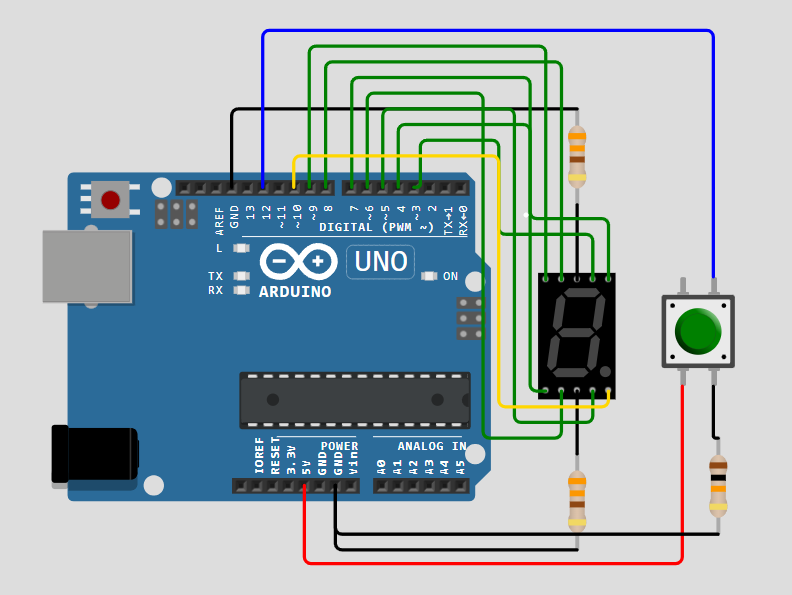 AREF
GND
13
12
~11
~10
~9
8
7
~6
~5
4
~3
2
TX→1
RX←0
DIGITAL (PWM ~)
L
TX
RX
UNO
ON
ARDUINO
POWER
ANALOG IN
IOREF
RESET
3.3V
5V
GND
GND
Vin
A0
A1
A2
A3
A4
A5